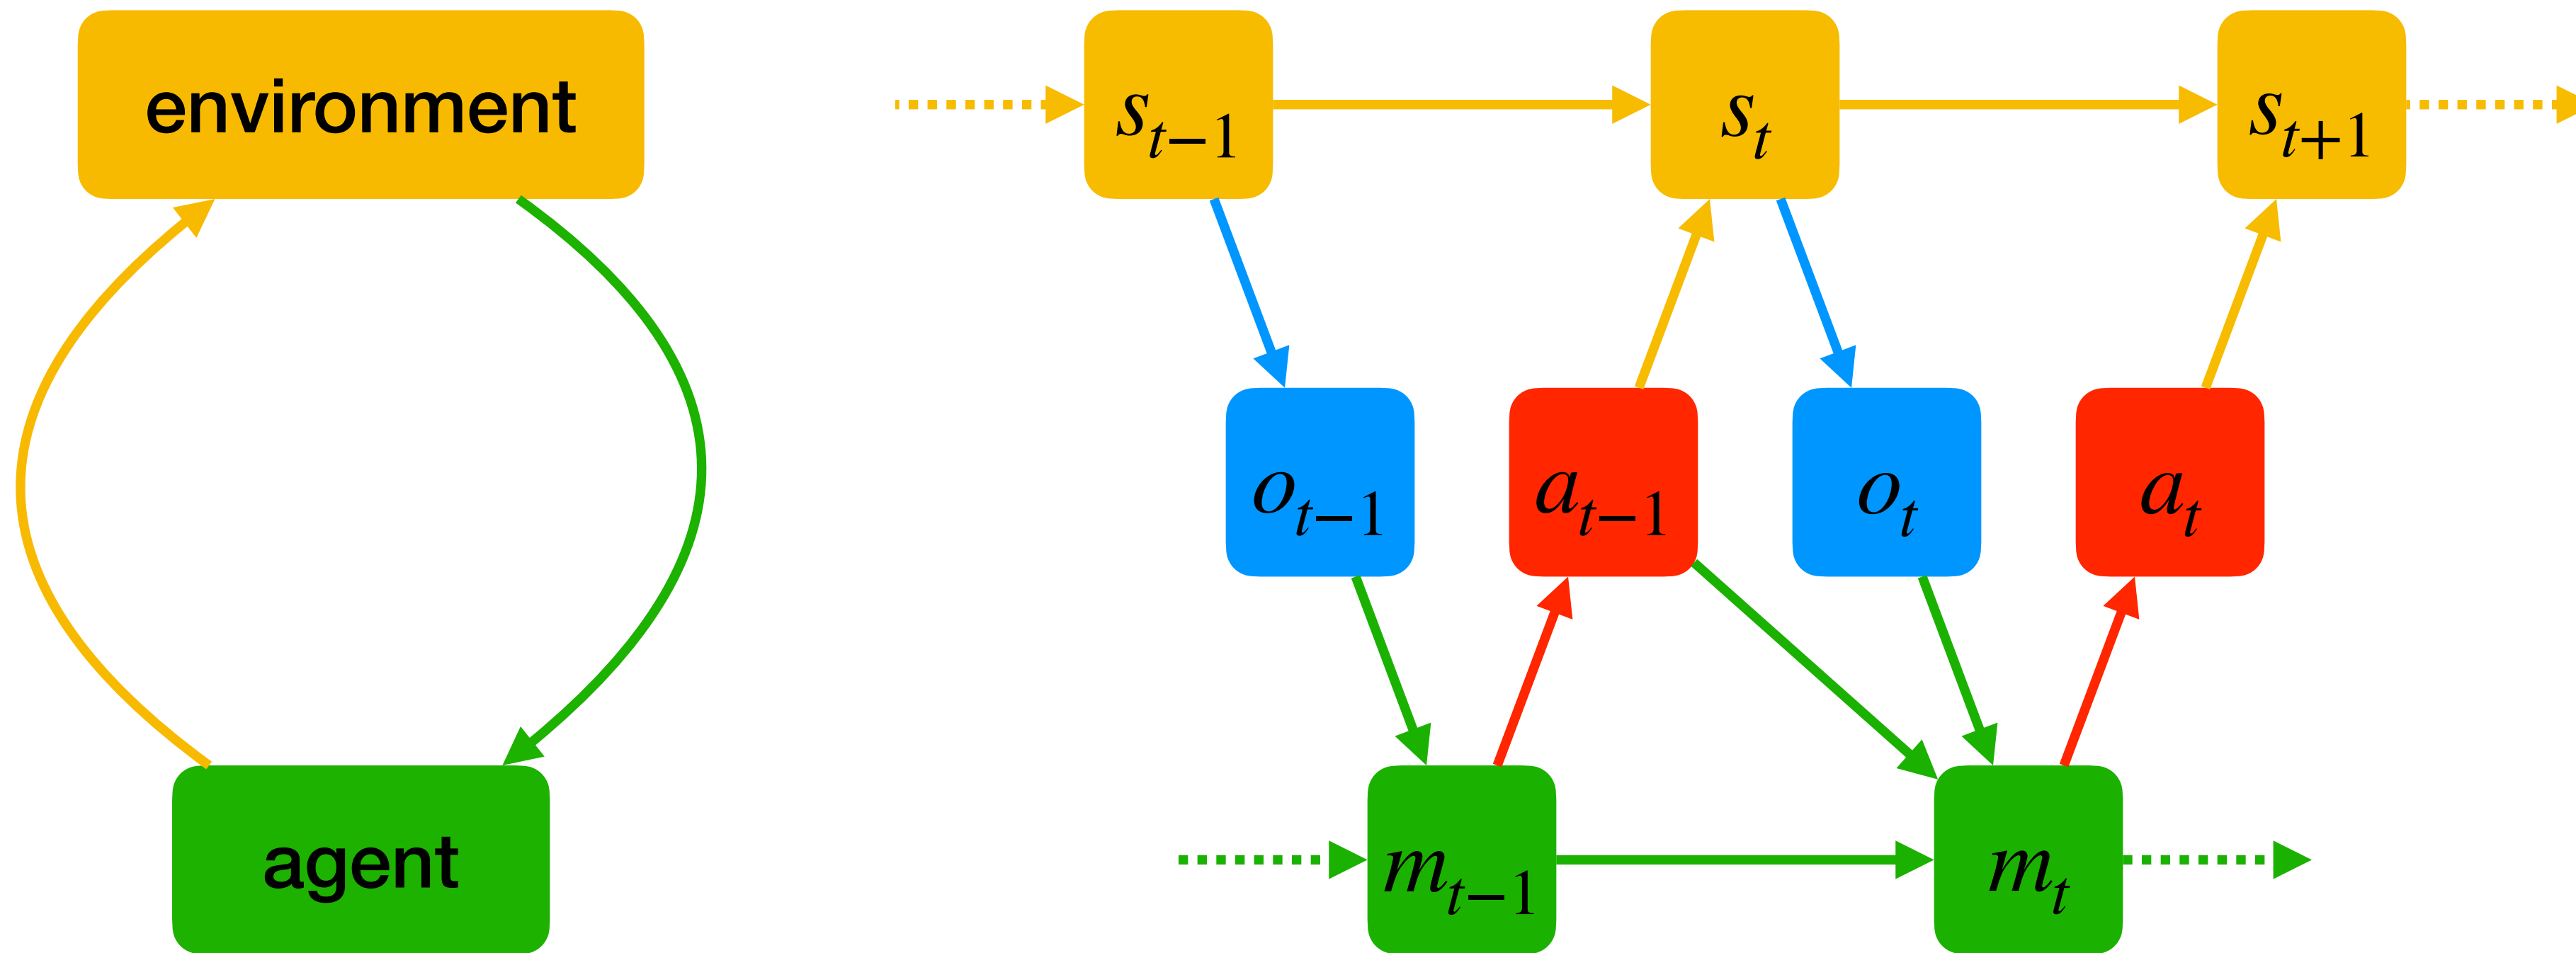 environment
s_{t−1}
s_t
s_{t+1}
o_{t−1}
a_{t−1}
o_t
a_t
agent
m_{t−1}
m_t